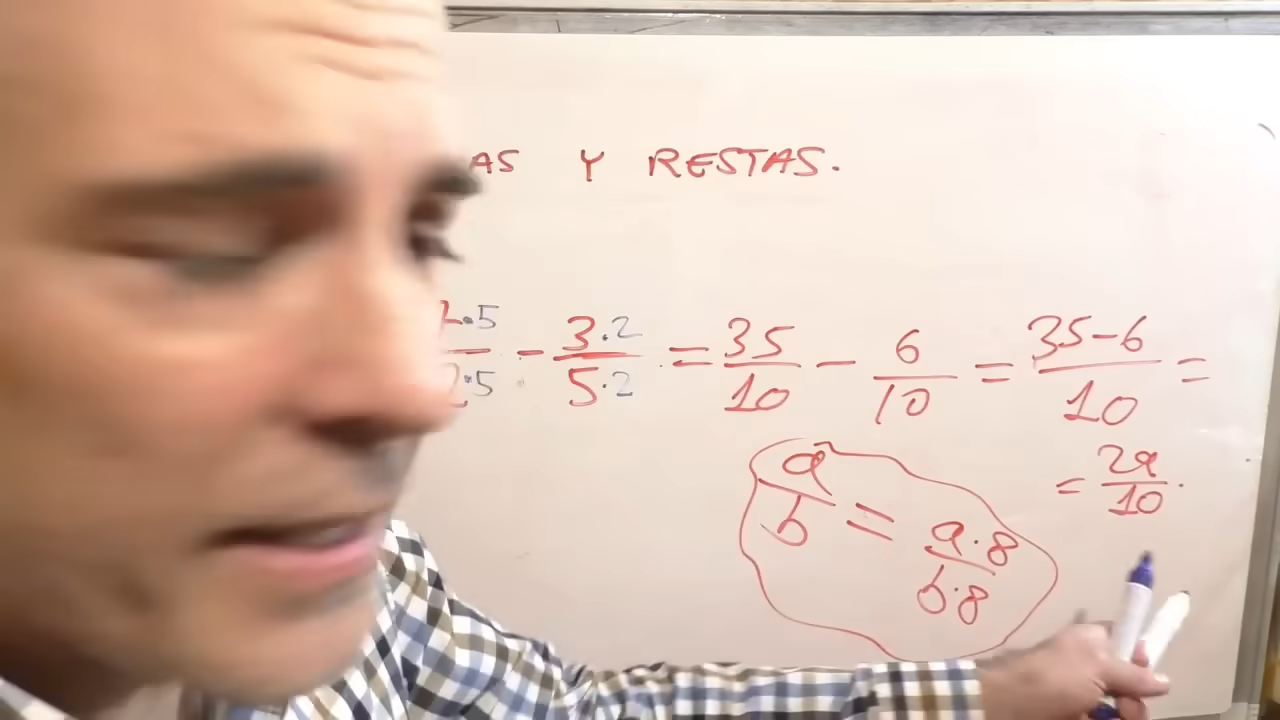 AS Y RESTAS.
·5/2·5 - 3·2/5·2 = 35/10 - 6/10 = 35-6/10 =
= 29/10.
a/b = a·8/b·8